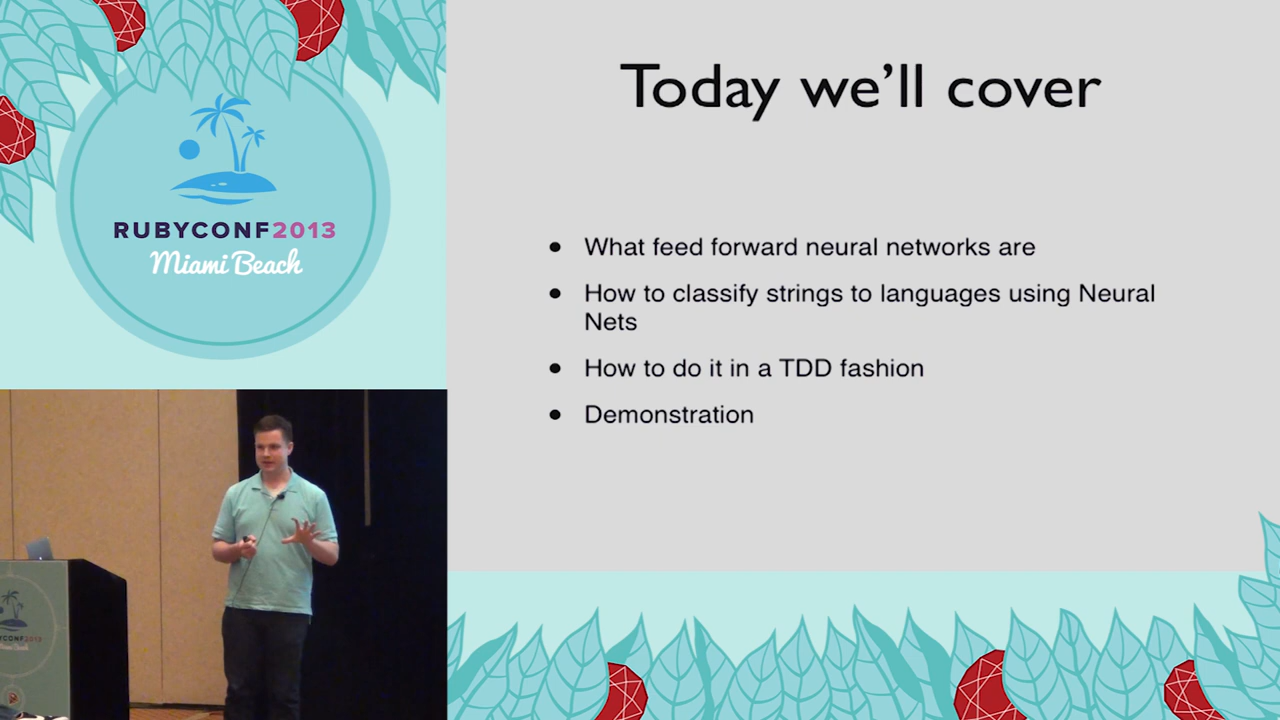 RUBYCONF2013
Miami Beach
Today we'll cover
• What feed forward neural networks are
• How to classify strings to languages using Neural
Nets
• How to do it in a TDD fashion
• Demonstration